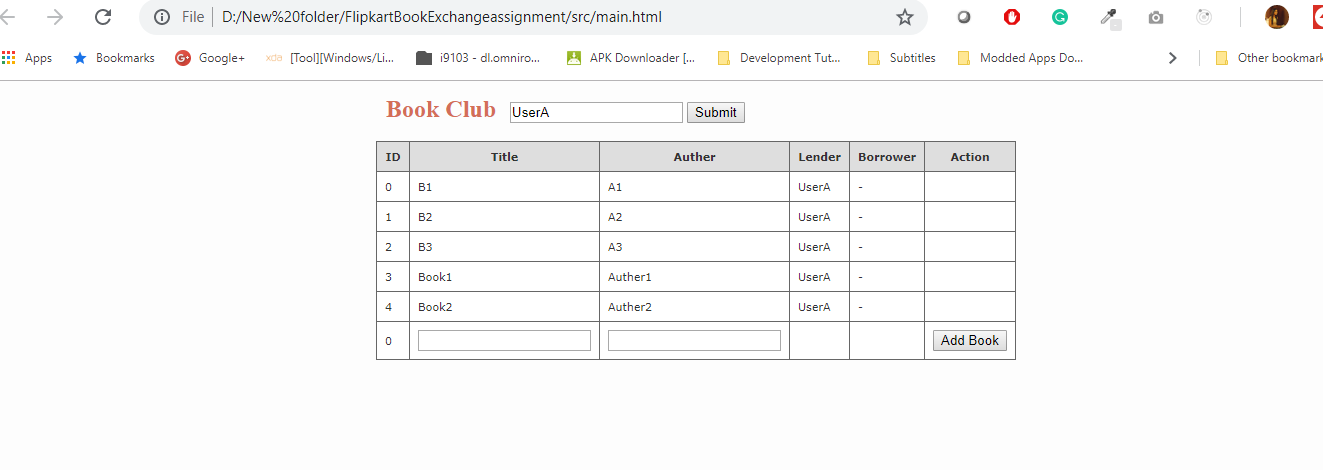 File D:/New%20folder/FlipkartBookExchangeassignment/src/main.html
Apps Bookmarks Google+ xda [Tool][Windows/Li... i9103 - dl.omniro... APK Downloader [... Development Tut... Subtitles Modded Apps Do... Other bookmark
Book Club UserA Submit
ID Title Auther Lender Borrower Action
0 B1 A1 UserA -
1 B2 A2 UserA -
2 B3 A3 UserA -
3 Book1 Auther1 UserA -
4 Book2 Auther2 UserA -
0 Add Book